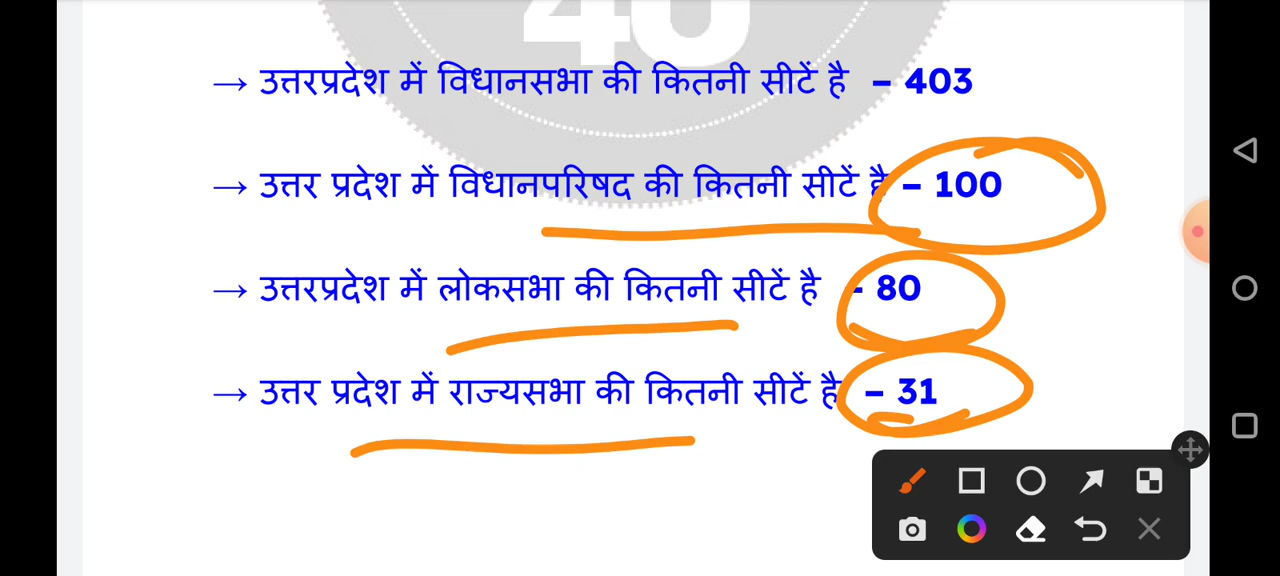 40
→ उत्तरप्रदेश में विधानसभा की कितनी सीटें है – 403
→ उत्तर प्रदेश में विधानपरिषद की कितनी सीटें है – 100
→ उत्तरप्रदेश में लोकसभा की कितनी सीटें है - 80
→ उत्तर प्रदेश में राज्यसभा की कितनी सीटें है – 31